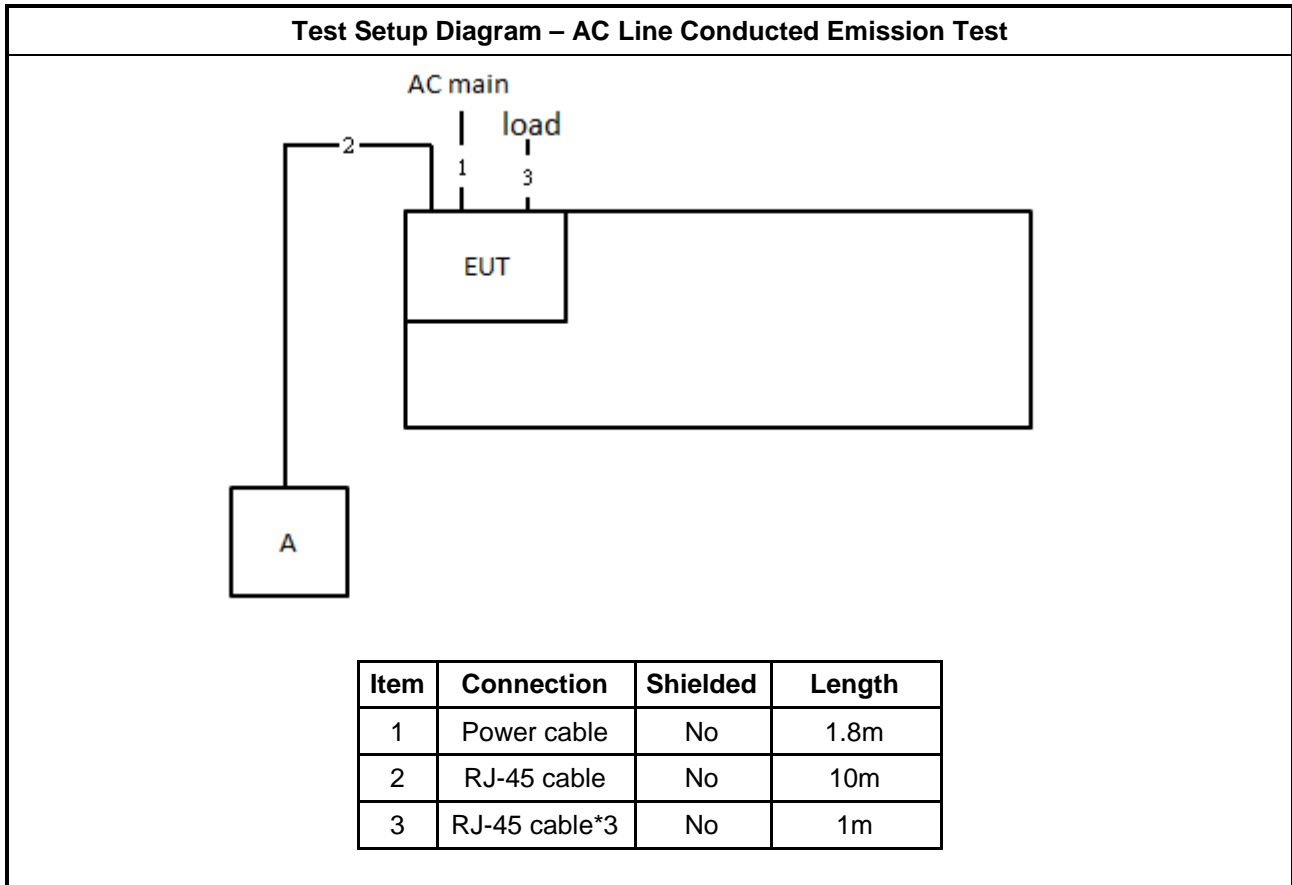 Test Setup Diagram – AC Line Conducted Emission Test
AC main
load
2
1
3
EUT
A
Item Connection Shielded Length
1 Power cable No 1.8m
2 RJ-45 cable No 10m
3 RJ-45 cable*3 No 1m